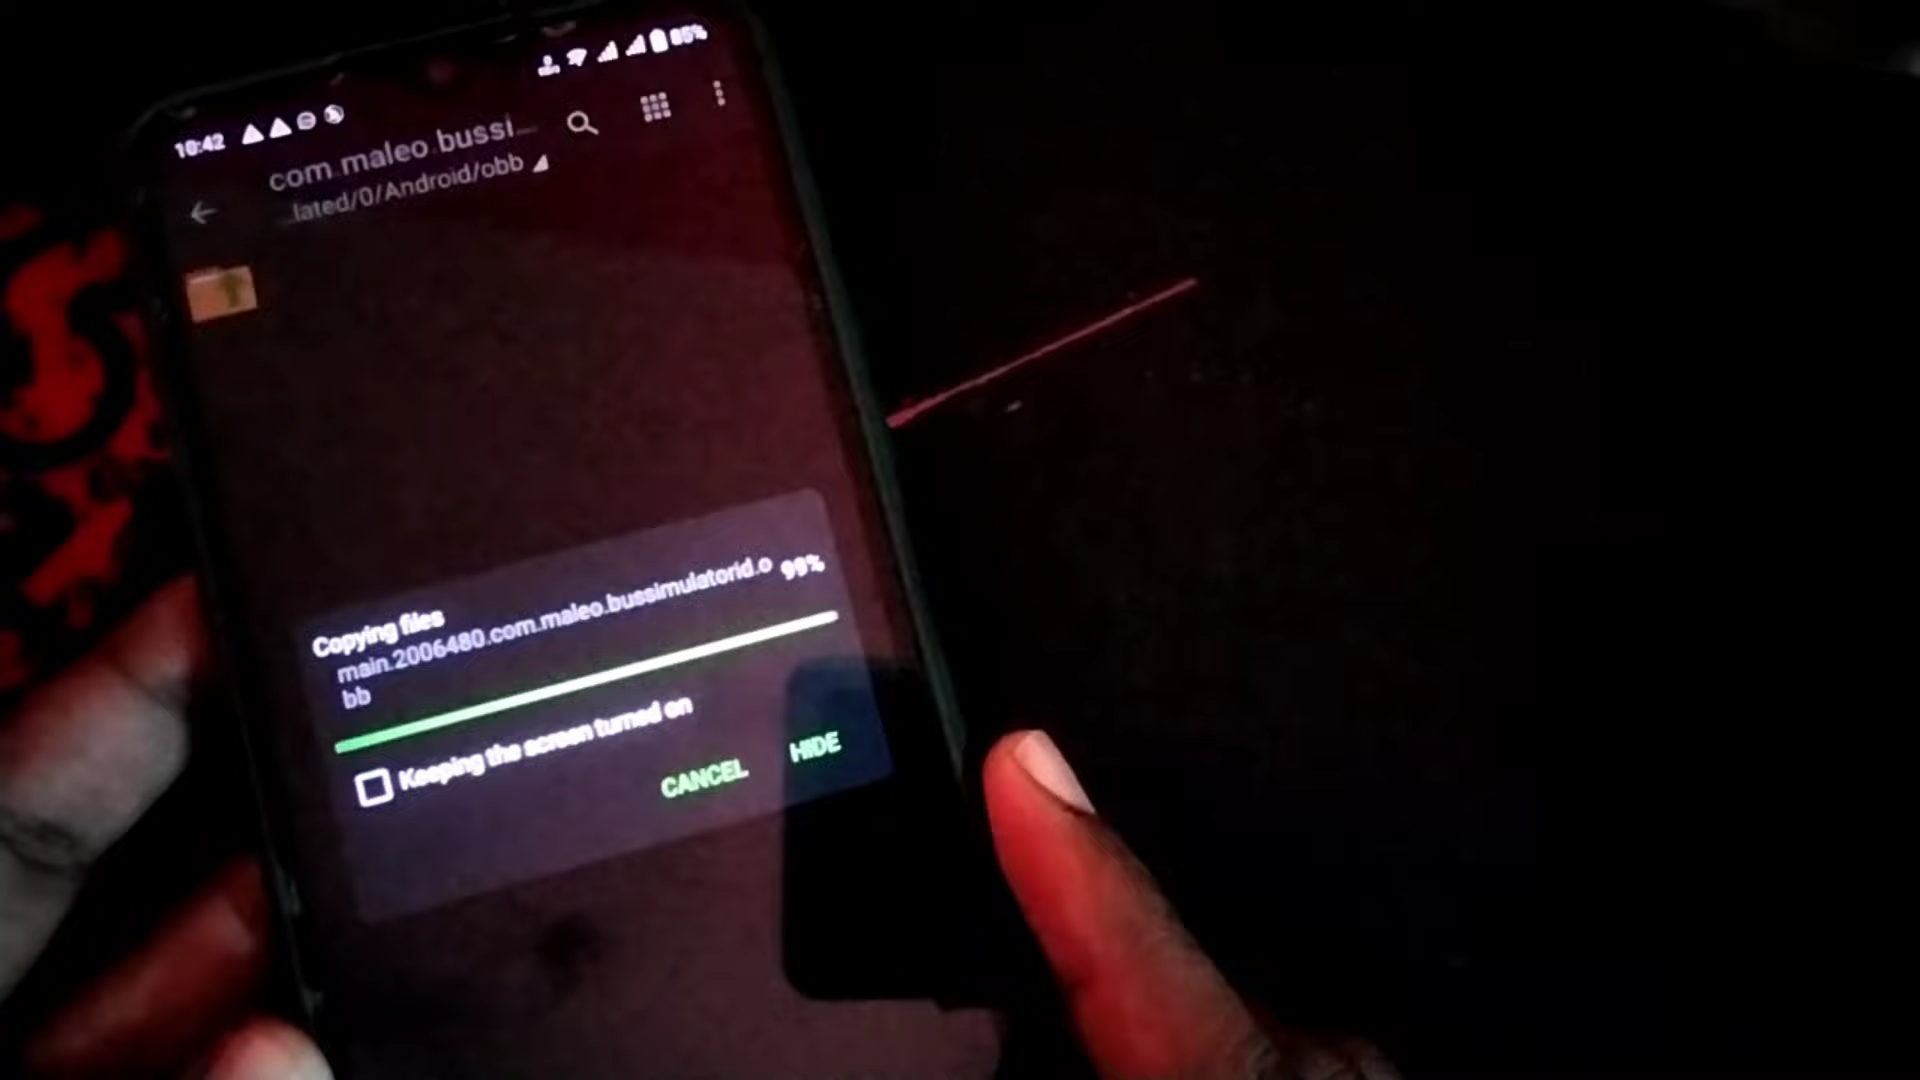 10:42 85%
com.maleo.bussi...
...lated/0/Android/obb
Copying files
main.2006480.com.maleo.bussimulatorid.o 99%
bb
Keeping the screen turned on
CANCEL HIDE